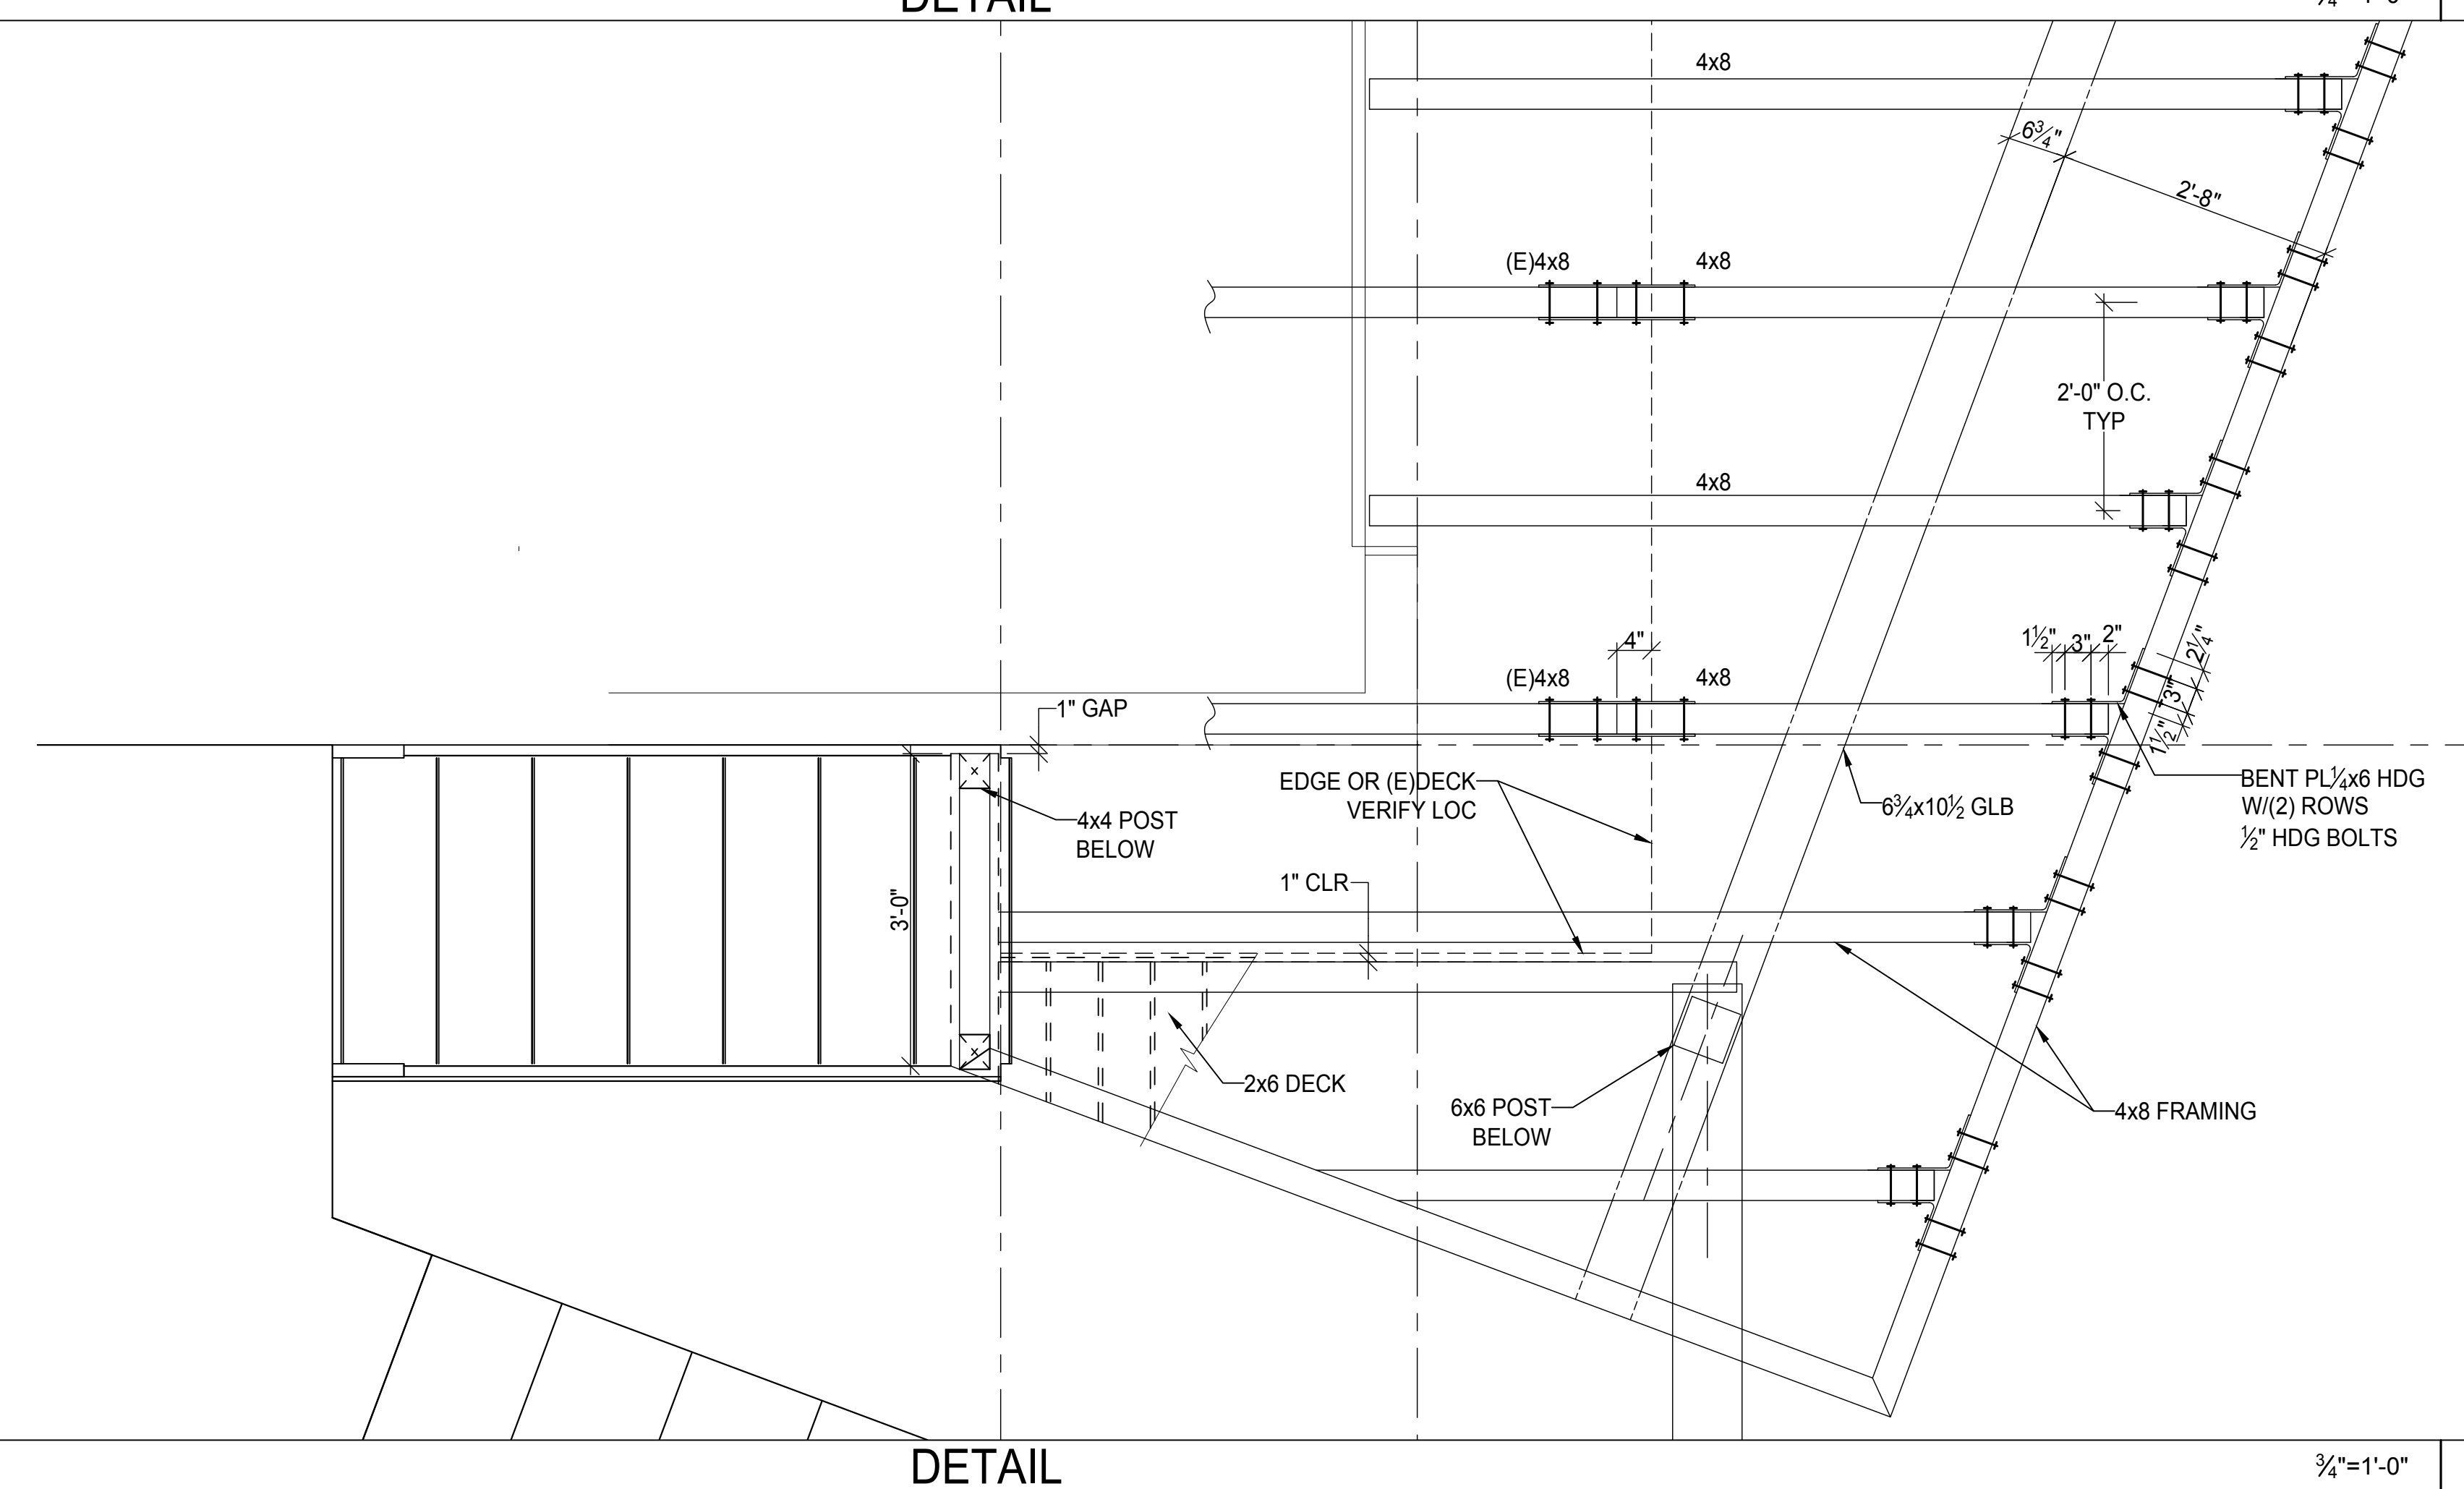 DETAIL
4x8
6¾"
2'-8"
(E)4x8
4x8
2'-0" O.C.
TYP
4x8
4"
1½"
3"
2"
2¼"
3"
1½"
(E)4x8
4x8
1" GAP
BENT PL¼x6 HDG
W/(2) ROWS
½" HDG BOLTS
EDGE OR (E)DECK
VERIFY LOC
6¾x10½ GLB
4x4 POST
BELOW
1" CLR
3'-0"
2x6 DECK
6x6 POST
BELOW
4x8 FRAMING
DETAIL
¾"=1'-0"